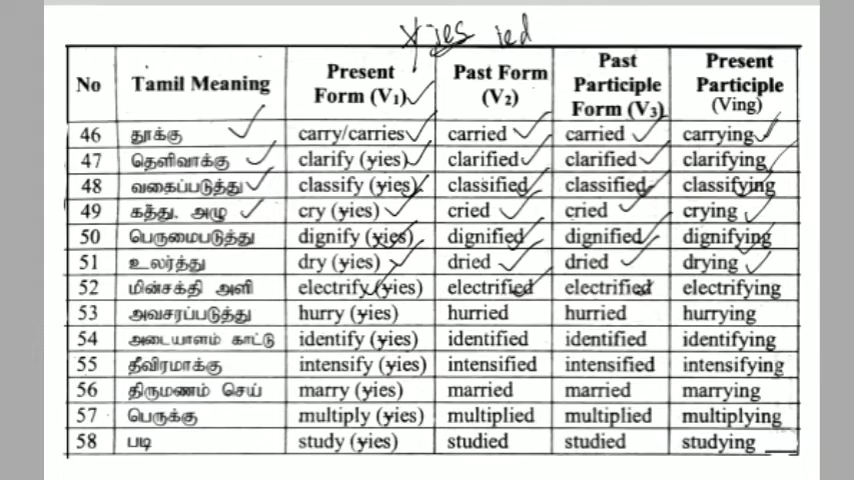 y ies ied
No Tamil Meaning Present Form (V1) Past Form (V2) Past Participle Form (V3) Present Participle (Ving)
46 தூக்கு carry/carries carried carried carrying
47 தெளிவாக்கு clarify (yies) clarified clarified clarifying
48 வகைப்படுத்து classify (yies) classified classified classifying
49 கத்து, அழு cry (yies) cried cried crying
50 பெருமைபடுத்து dignify (yies) dignified dignified dignifying
51 உலர்த்து dry (yies) dried dried drying
52 மின்சக்தி அளி electrify (yies) electrified electrified electrifying
53 அவசரப்படுத்து hurry (yies) hurried hurried hurrying
54 அடையாளம் காட்டு identify (yies) identified identified identifying
55 தீவிரமாக்கு intensify (yies) intensified intensified intensifying
56 திருமணம் செய் marry (yies) married married marrying
57 பெருக்கு multiply (yies) multiplied multiplied multiplying
58 படி study (yies) studied studied studying